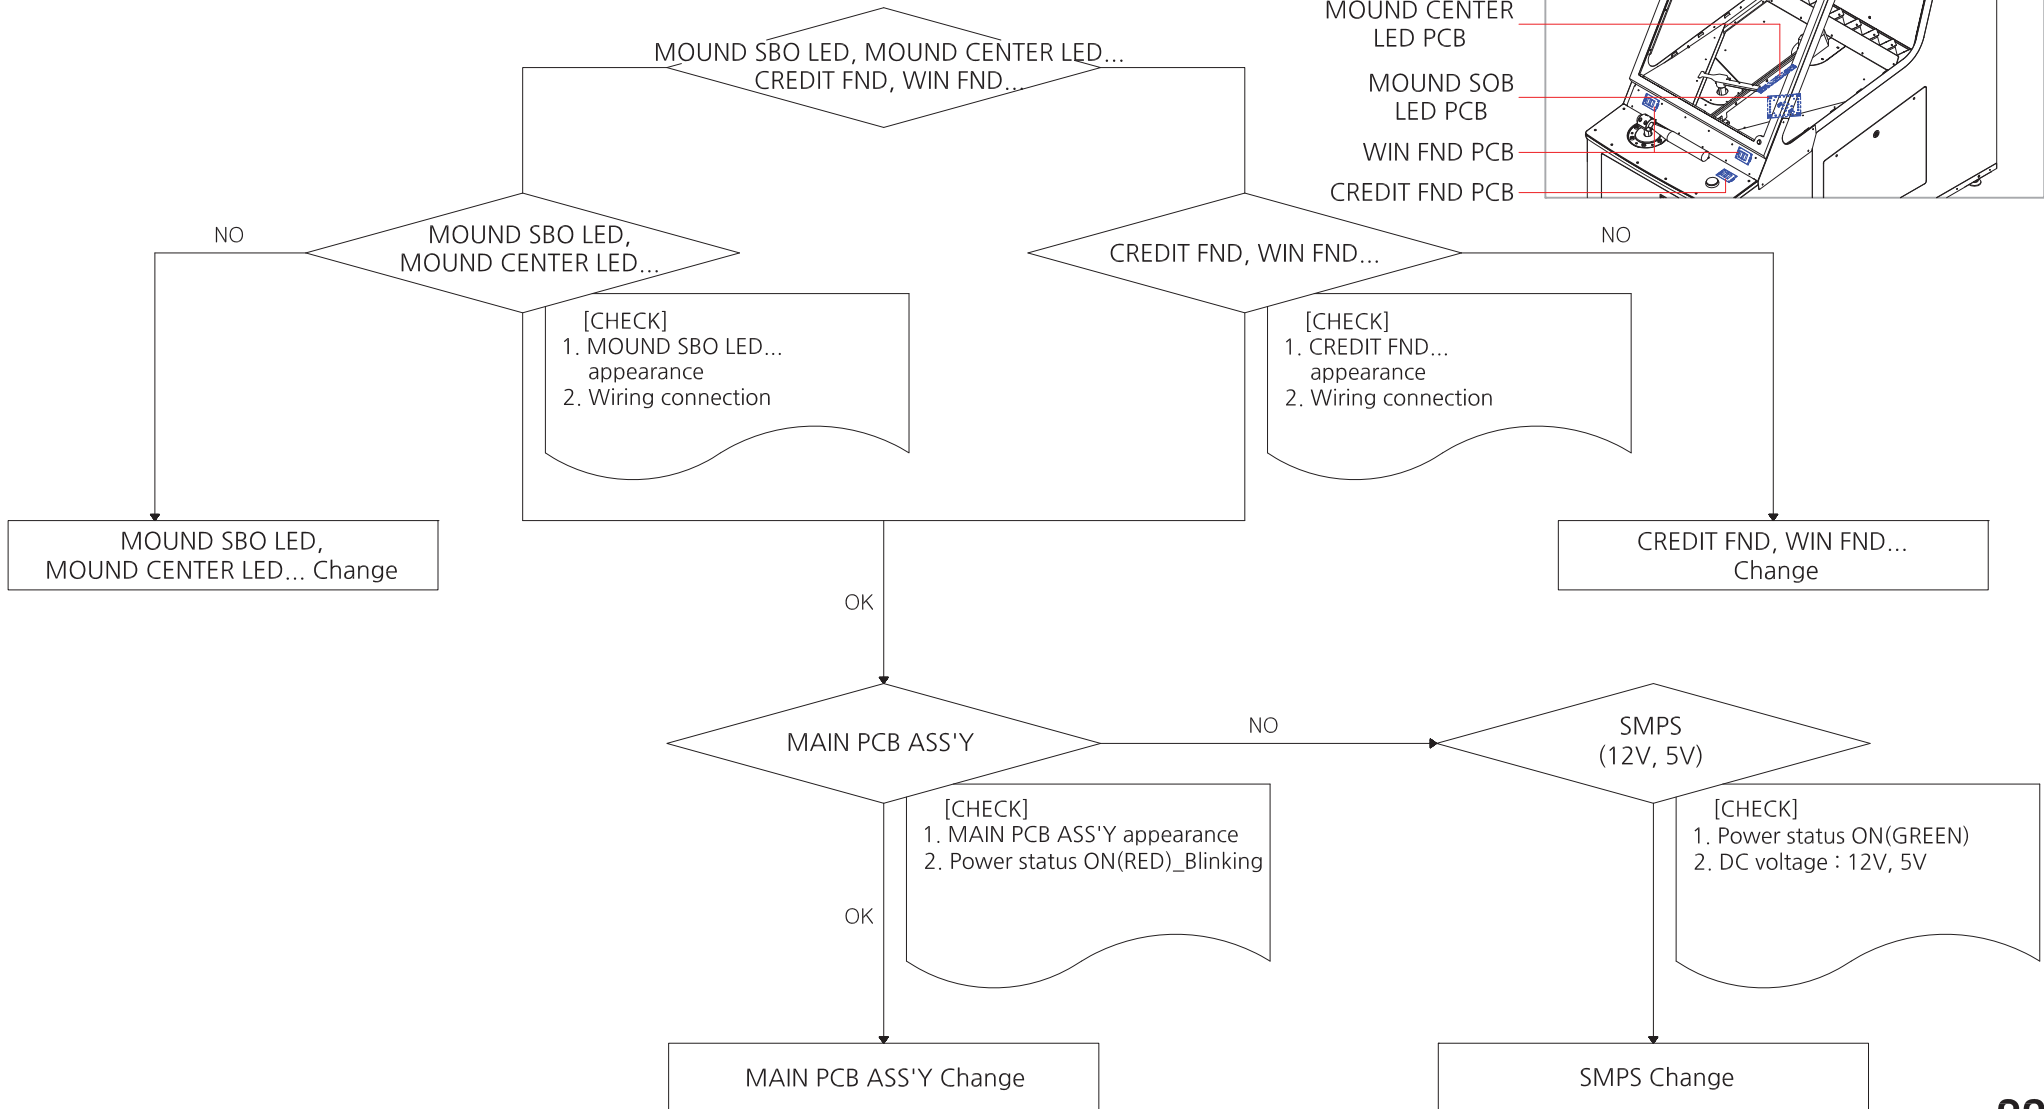 MOUND SBO LED, MOUND CENTER LED...
CREDIT FND, WIN FND...
MOUND CENTER
LED PCB
MOUND SOB
LED PCB
WIN FND PCB
CREDIT FND PCB
NO
MOUND SBO LED,
MOUND CENTER LED...
CREDIT FND, WIN FND...
NO
[CHECK]
1. MOUND SBO LED...
appearance
2. Wiring connection
[CHECK]
1. CREDIT FND...
appearance
2. Wiring connection
MOUND SBO LED,
MOUND CENTER LED... Change
CREDIT FND, WIN FND...
Change
OK
MAIN PCB ASS'Y
NO
SMPS
(12V, 5V)
[CHECK]
1. MAIN PCB ASS'Y appearance
2. Power status ON(RED)_Blinking
[CHECK]
1. Power status ON(GREEN)
2. DC voltage : 12V, 5V
OK
MAIN PCB ASS'Y Change
SMPS Change